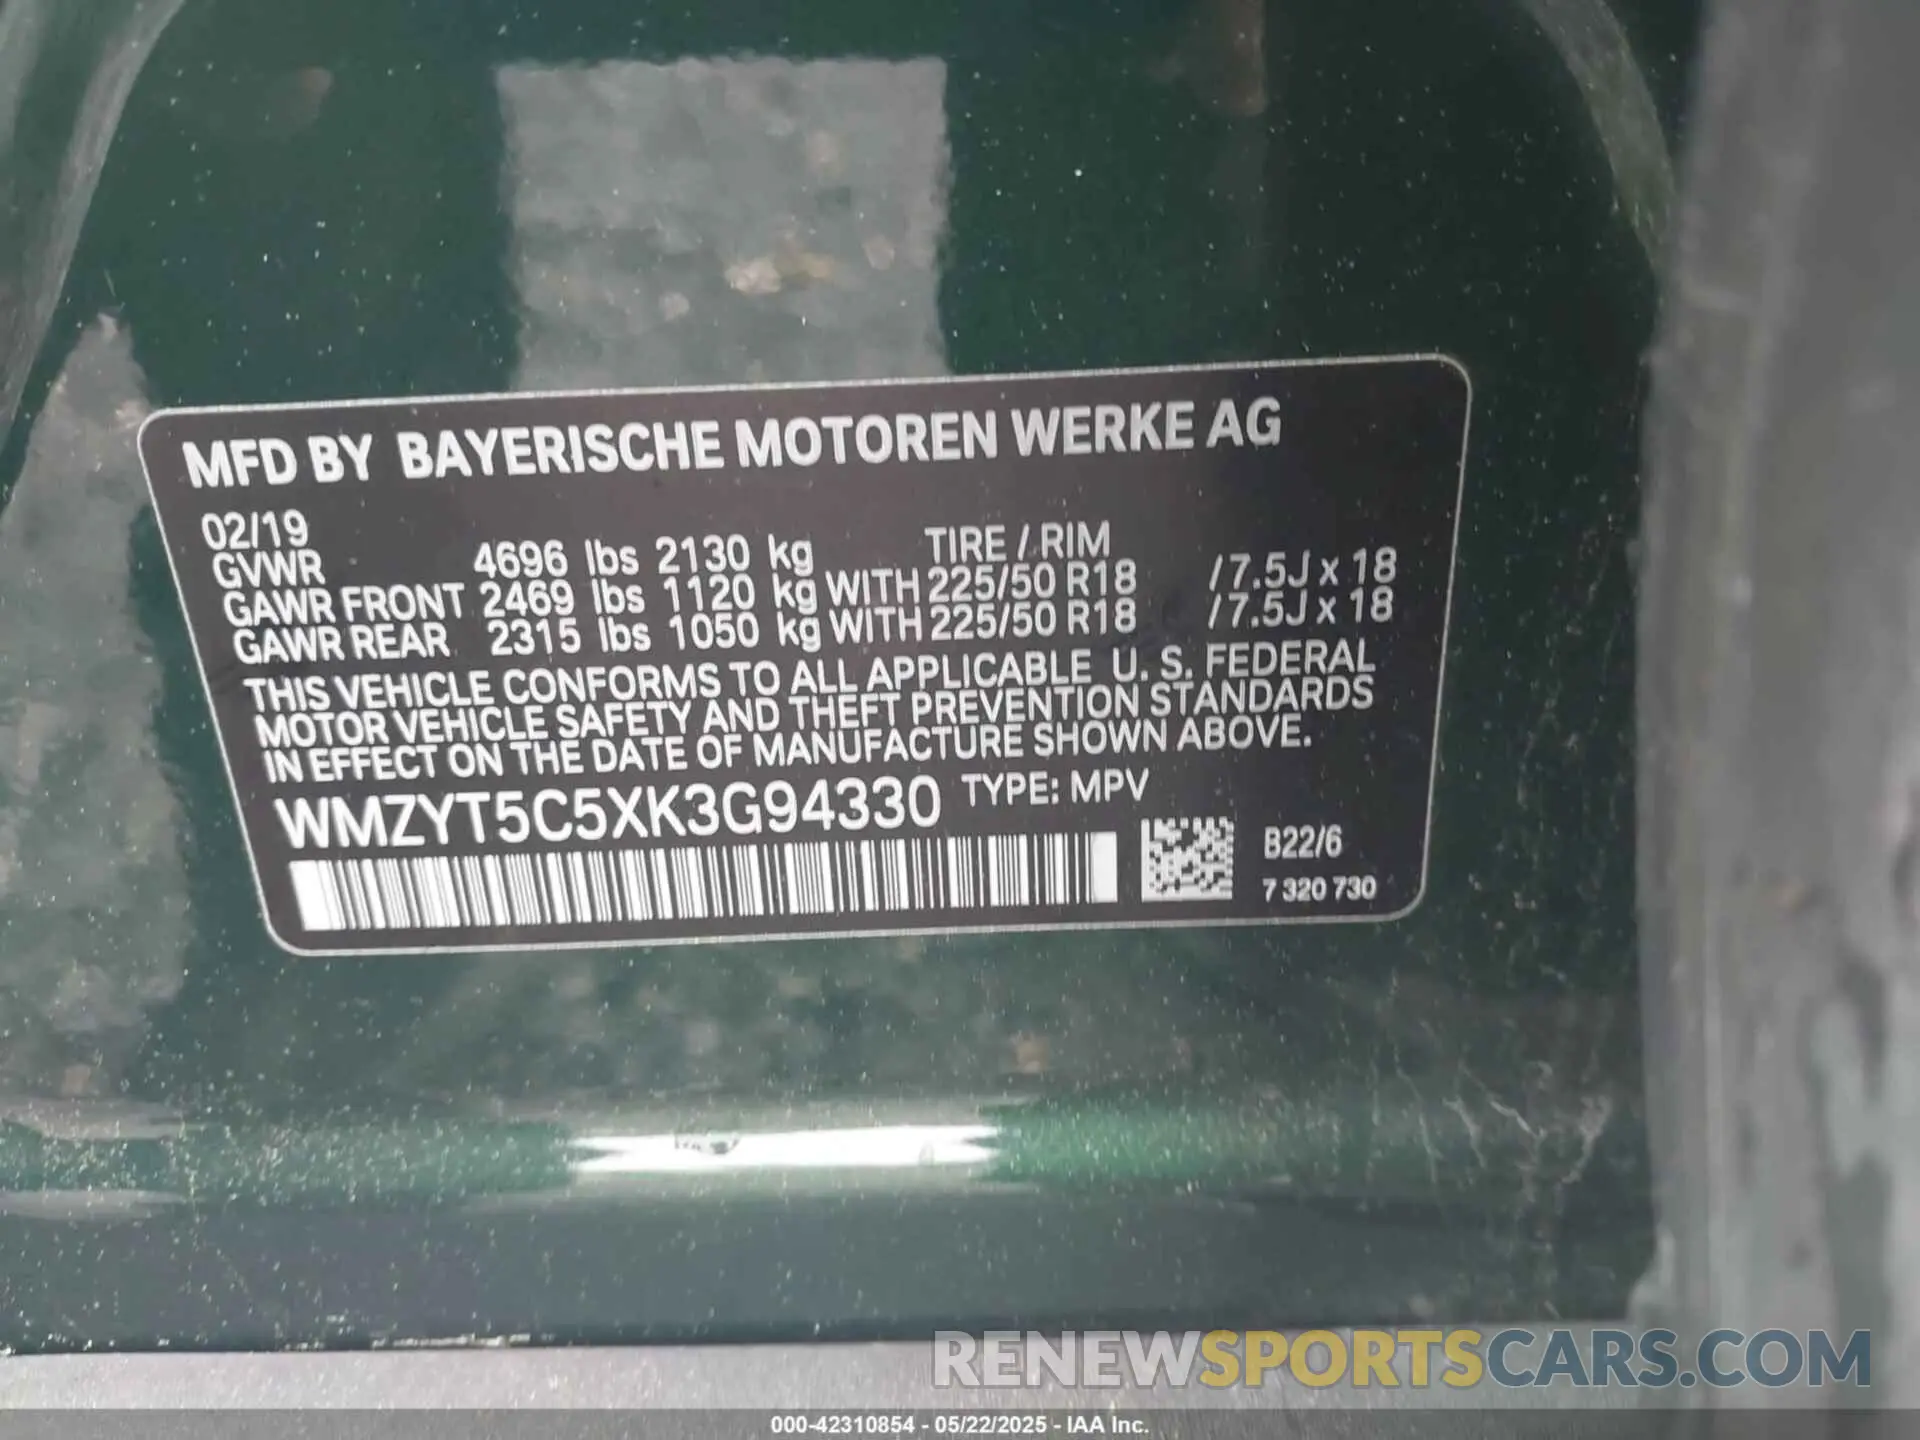 MFD BY BAYERISCHE MOTOREN WERKE AG
02/19 TIRE / RIM
GVWR 4696 lbs 2130 kg
GAWR FRONT 2469 lbs 1120 kg WITH 225/50 R18 / 7.5J x 18
GAWR REAR 2315 lbs 1050 kg WITH 225/50 R18 / 7.5J x 18
THIS VEHICLE CONFORMS TO ALL APPLICABLE U. S. FEDERAL
MOTOR VEHICLE SAFETY AND THEFT PREVENTION STANDARDS
IN EFFECT ON THE DATE OF MANUFACTURE SHOWN ABOVE.
WMZYT5C5XK3G94330 TYPE: MPV
B22/6
7 320 730
RENEWSPORTSCARS.COM
000-42310854 - 05/22/2025 - IAA Inc.